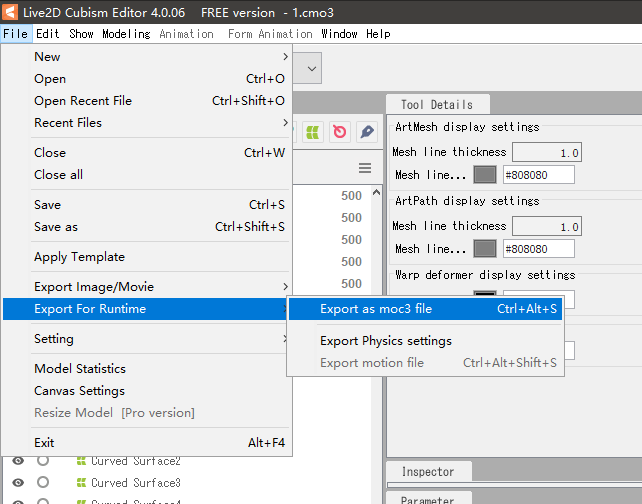 Live2D Cubism Editor 4.0.06    FREE version  - 1.cmo3
File Edit Show Modeling Animation Form Animation Window Help
New
Open Ctrl+O
Open Recent File Ctrl+Shift+O
Recent Files
Close Ctrl+W
Close all
Save Ctrl+S
Save as Ctrl+Shift+S
Apply Template
Export Image/Movie
Export For Runtime
Setting
Model Statistics
Canvas Settings
Resize Model [Pro version]
Exit Alt+F4
Export as moc3 file Ctrl+Alt+S
Export Physics settings
Export motion file Ctrl+Alt+Shift+S
500
500
500
500
500
Curved Surface2
Curved Surface3
Curved Surface4
Tool Details
ArtMesh display settings
Mesh line thickness 1.0
Mesh line... #808080
ArtPath display settings
Mesh line thickness 1.0
Mesh line... #808080
Warp deformer display settings
Inspector
Parameter